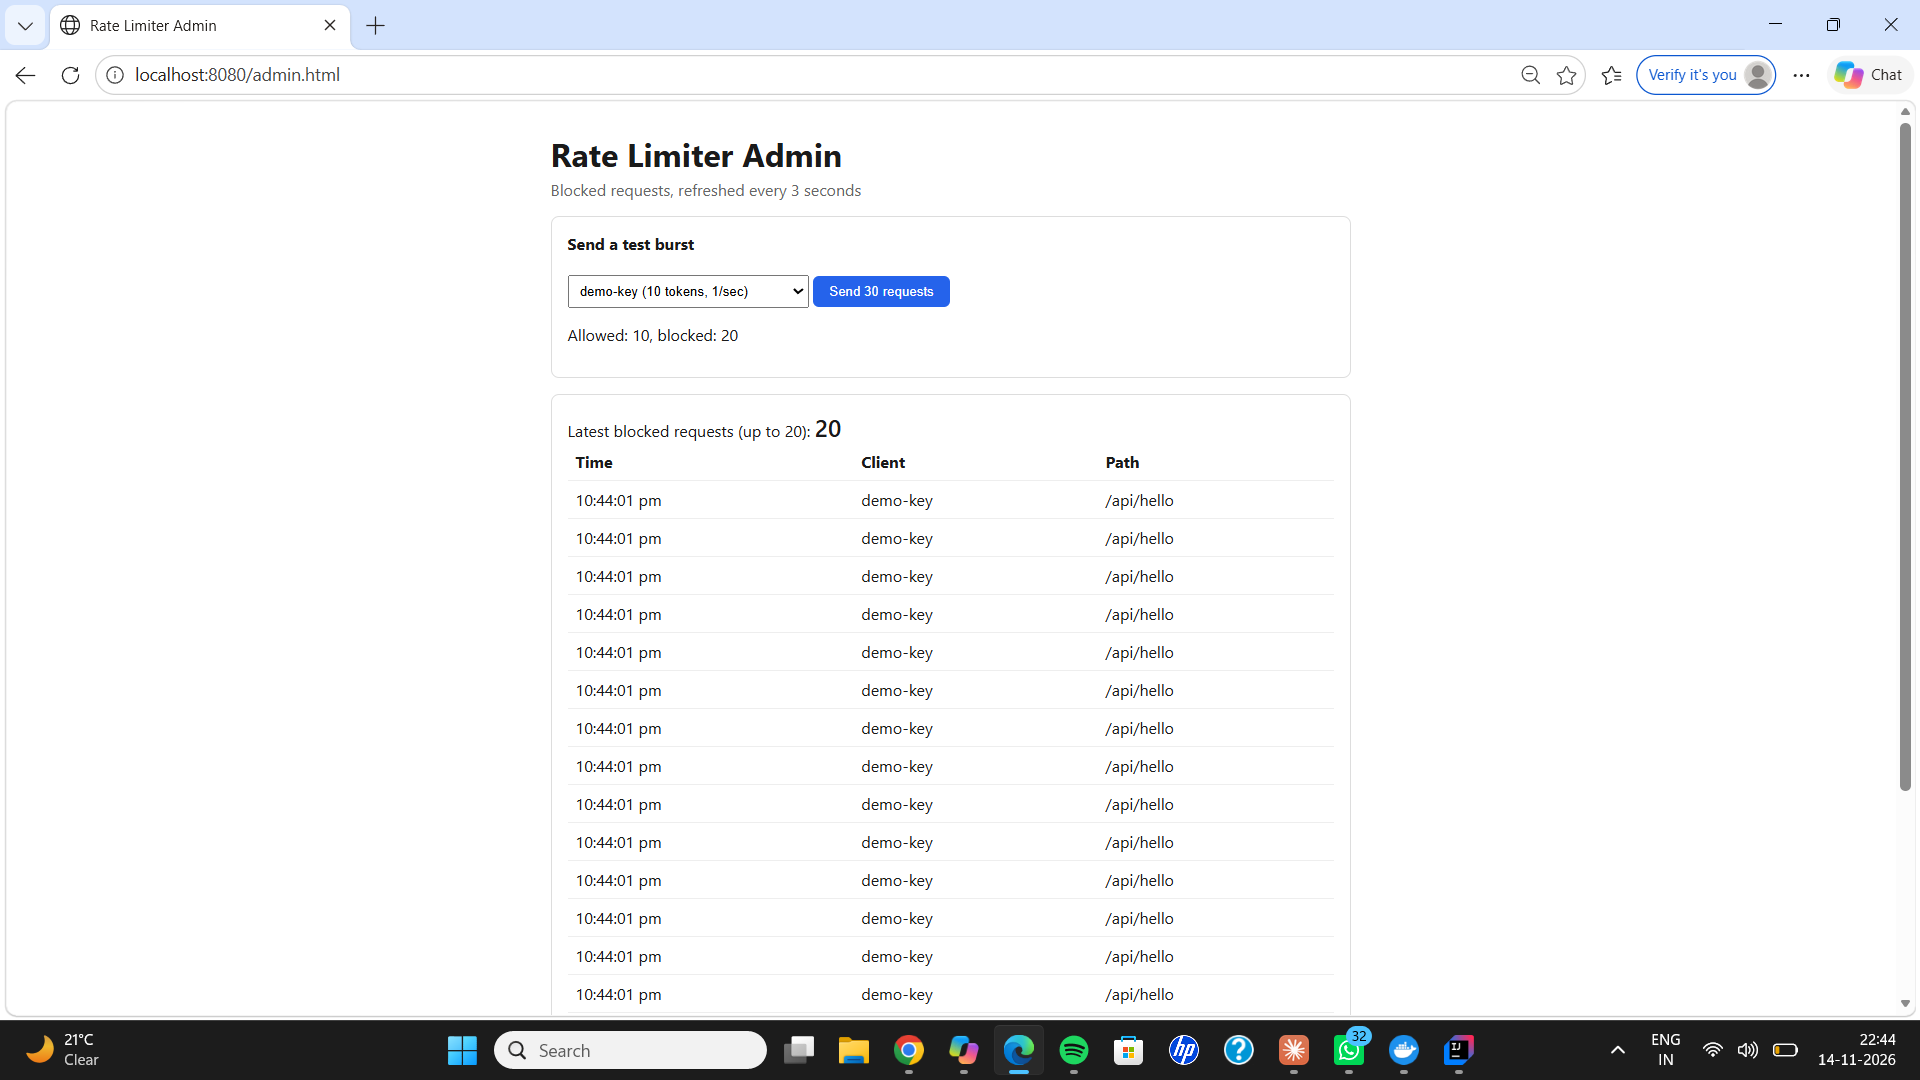 Rate Limiter Admin
localhost:8080/admin.html
Verify it's you
Chat
Rate Limiter Admin
Blocked requests, refreshed every 3 seconds
Send a test burst
demo-key (10 tokens, 1/sec)
Send 30 requests
Allowed: 10, blocked: 20
Latest blocked requests (up to 20): 20
Time Client Path
10:44:01 pm demo-key /api/hello
10:44:01 pm demo-key /api/hello
10:44:01 pm demo-key /api/hello
10:44:01 pm demo-key /api/hello
10:44:01 pm demo-key /api/hello
10:44:01 pm demo-key /api/hello
10:44:01 pm demo-key /api/hello
10:44:01 pm demo-key /api/hello
10:44:01 pm demo-key /api/hello
10:44:01 pm demo-key /api/hello
10:44:01 pm demo-key /api/hello
10:44:01 pm demo-key /api/hello
10:44:01 pm demo-key /api/hello
10:44:01 pm demo-key /api/hello
21°C
Clear
Search
hp
?
32
IJ
ENG
IN
22:44
14-11-2026